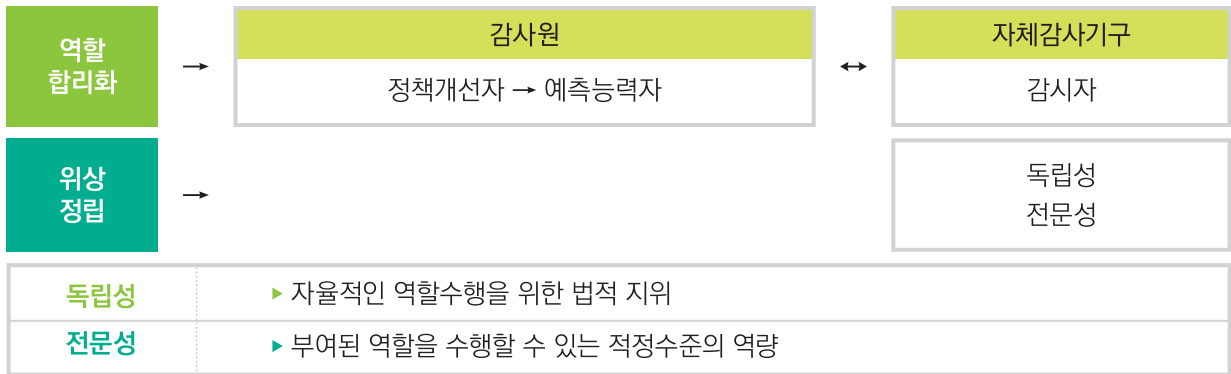 역할
합리화
감사원
자체감사기구
정책개선자 → 예측능력자
감시자
위상
정립
독립성
전문성
독립성
▶ 자율적인 역할수행을 위한 법적 지위
전문성
▶ 부여된 역할을 수행할 수 있는 적정수준의 역량